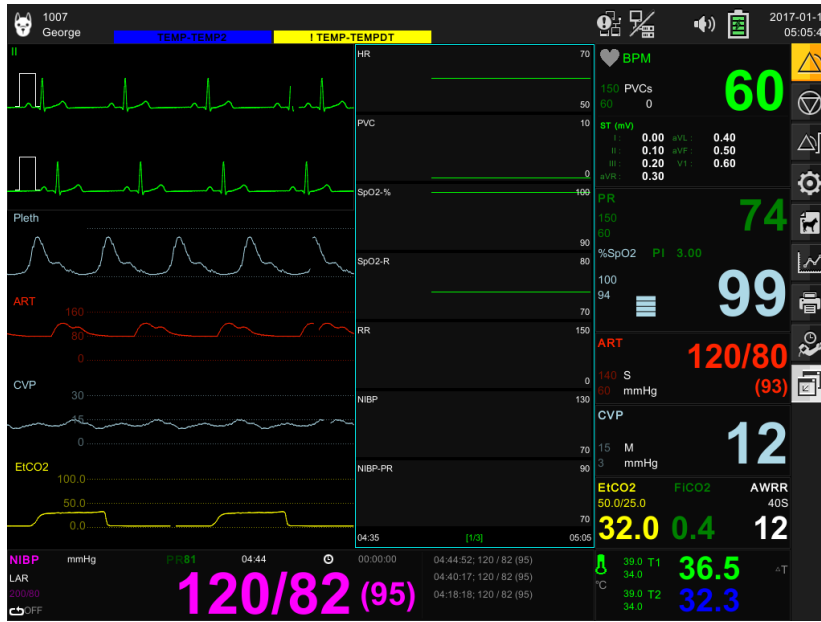 1007
George
TEMP-TEMP2
! TEMP-TEMPDT
2017-01-1
05:05:4
II
Pleth
ART
160
80
0
CVP
30
15
0
EtCO2
100.0
50.0
0.0
HR 70
50
PVC 10
0
SpO2-% 100
90
SpO2-R 80
70
RR 150
0
NIBP 130
70
NIBP-PR 90
70
04:35 [1/3] 05:05
BPM
60
150 PVCs
60 0
ST (mV)
I : 0.00 aVL : 0.40
II : 0.10 aVF : 0.50
III : 0.20 V1 : 0.60
aVR : 0.30
PR
150
60
74
%SpO2 PI 3.00
100
94
99
ART
120/80
140 S
60 mmHg
(93)
CVP
15 M
3 mmHg
12
EtCO2 FiCO2 AWRR
50.0/25.0 40S
32.0 0.4 12
39.0 T1
34.0
36.5
ΔT
°C
39.0 T2
34.0
32.3
NIBP mmHg PR81 04:44
LAR
200/80
OFF
120/82 (95)
00:00:00
04:44:52; 120 / 82 (95)
04:40:17; 120 / 82 (95)
04:18:18; 120 / 82 (95)